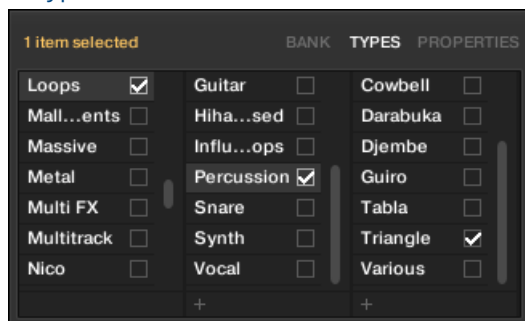 1 item selected BANK TYPES PROPERTIES
Loops Guitar Cowbell
Mall...ents Hiha...sed Darabuka
Massive Influ...ops Djembe
Metal Percussion Guiro
Multi FX Snare Tabla
Multitrack Synth Triangle
Nico Vocal Various
+ +